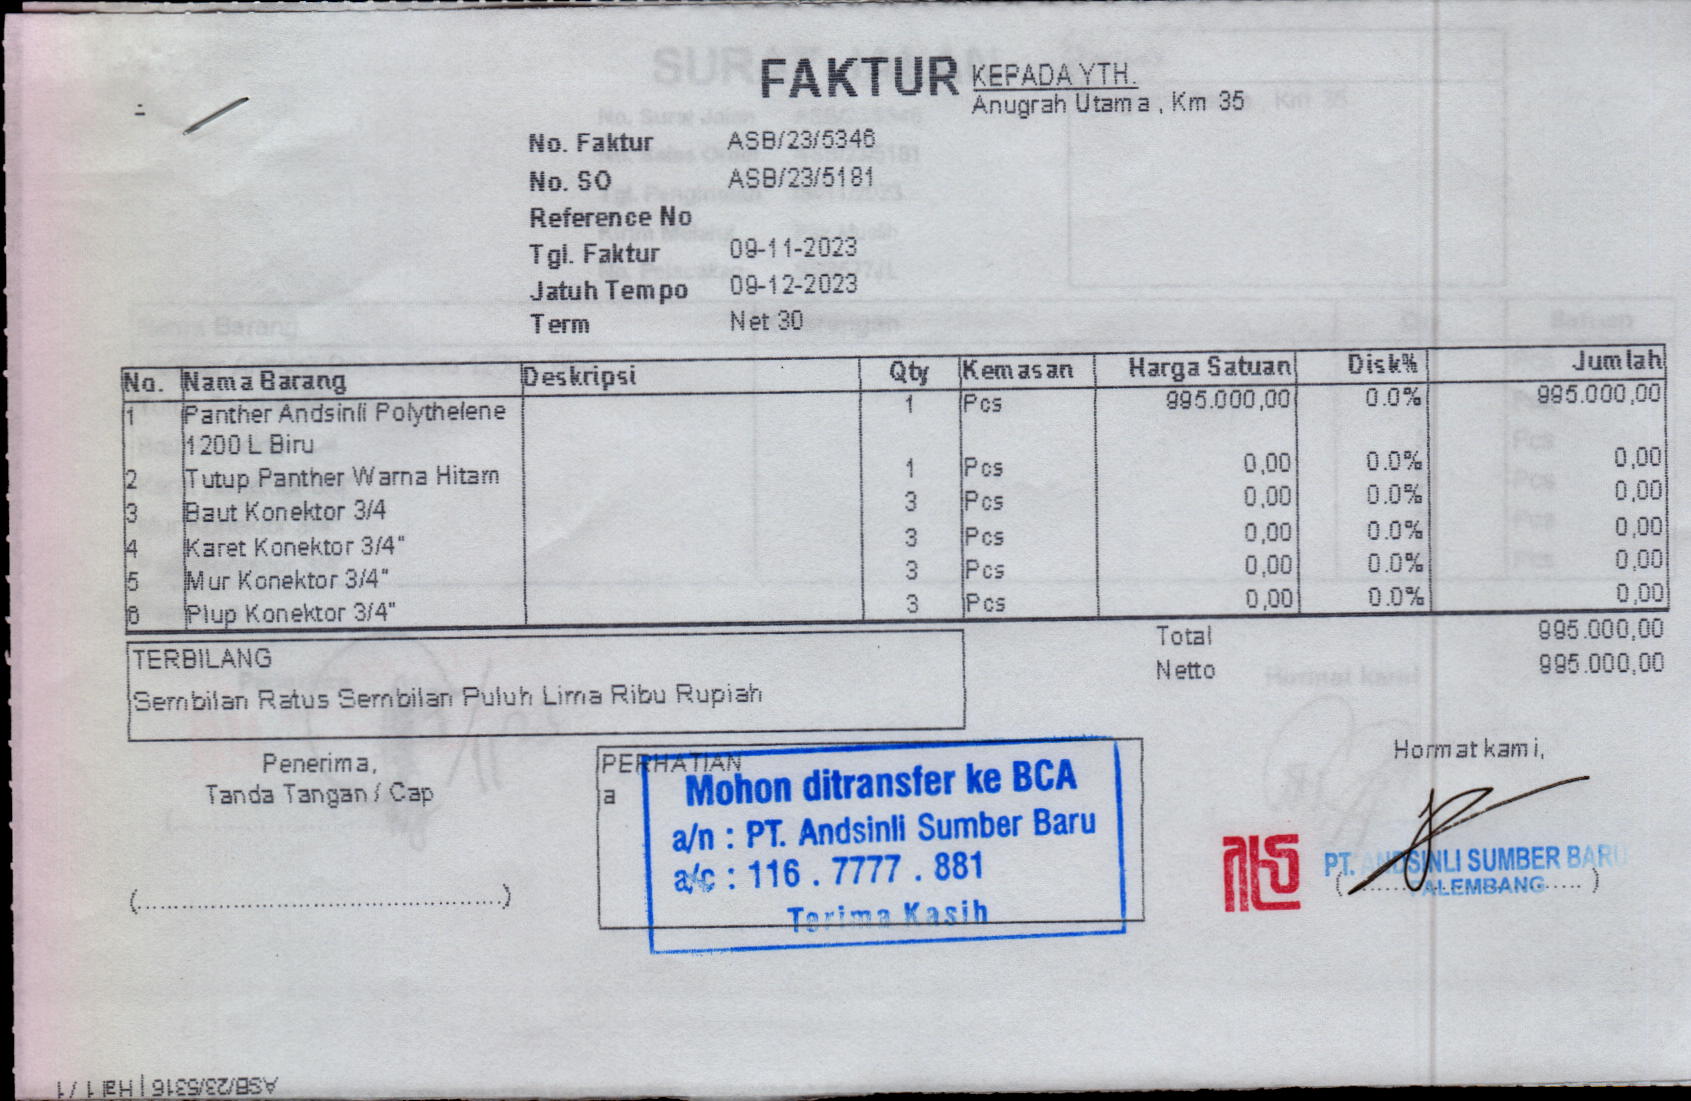 FAKTUR
KEPADA YTH.
Anugrah Utama , Km 35
No. Faktur ASB/23/5346
No. SO ASB/23/5181
Reference No
Tgl. Faktur 09-11-2023
Jatuh Tempo 09-12-2023
Term Net 30
No. Nama Barang Deskripsi Qty Kemasan Harga Satuan Disk% Jumlah
1 Panther Andsinli Polythelene 1 Pcs 995.000,00 0.0% 995.000,00
1200 L Biru
2 Tutup Panther Warna Hitam 1 Pcs 0,00 0.0% 0,00
3 Baut Konektor 3/4 3 Pcs 0,00 0.0% 0,00
4 Karet Konektor 3/4" 3 Pcs 0,00 0.0% 0,00
5 Mur Konektor 3/4" 3 Pcs 0,00 0.0% 0,00
6 Plup Konektor 3/4" 3 Pcs 0,00 0.0% 0,00
Total 995.000,00
Netto 995.000,00
TERBILANG
Sembilan Ratus Sembilan Puluh Lima Ribu Rupiah
Penerima,
Tanda Tangan / Cap
(..................................................)
PERHATIAN
a
Mohon ditransfer ke BCA
a/n : PT. Andsinli Sumber Baru
a/c : 116 . 7777 . 881
Terima Kasih
Hormat kami,
PT. ANDSINLI SUMBER BARU
PALEMBANG
ASB/23/5316 | Hal 1 / 1